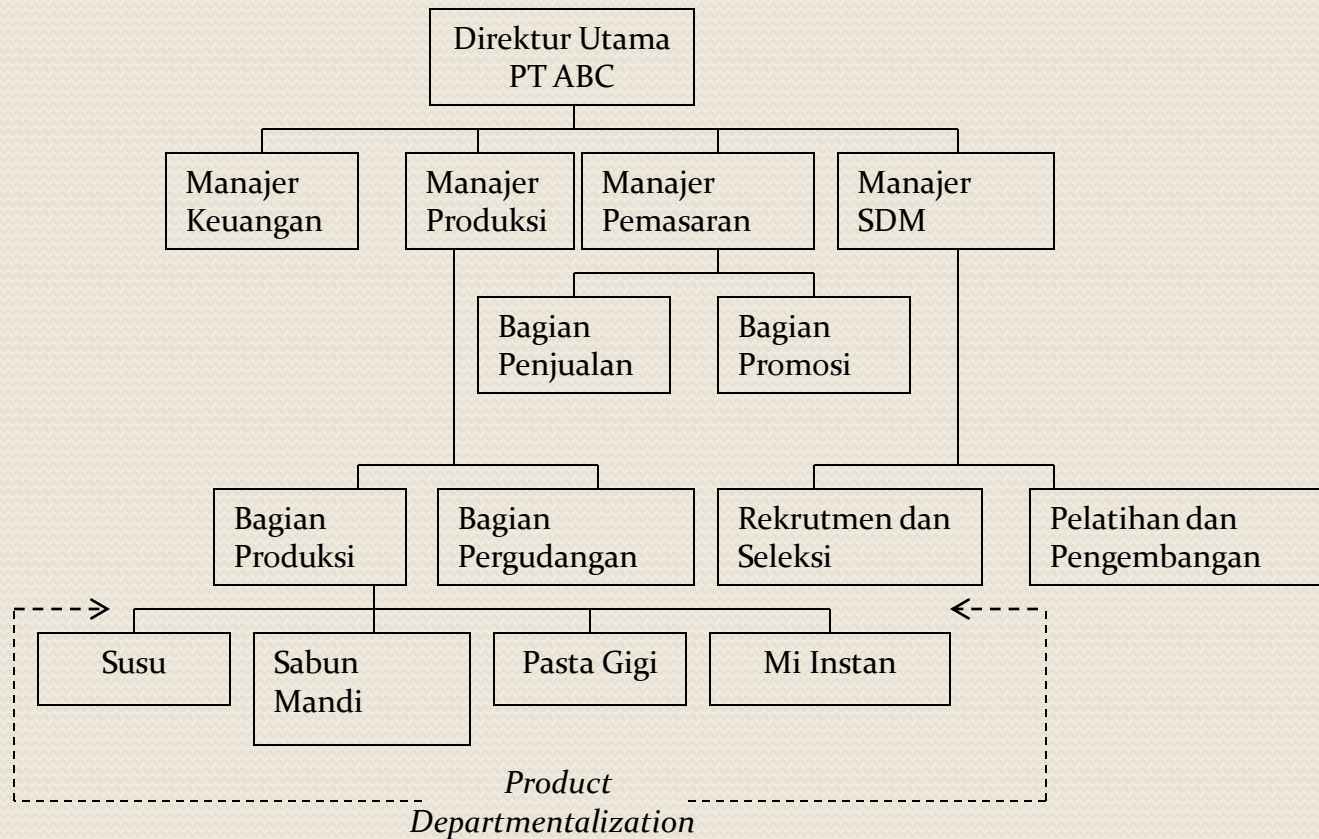 Direktur Utama
PT ABC
Manajer
Keuangan
Manajer
Produksi
Manajer
Pemasaran
Manajer
SDM
Bagian
Penjualan
Bagian
Promosi
Bagian
Produksi
Bagian
Pergudangan
Rekrutmen dan
Seleksi
Pelatihan dan
Pengembangan
Susu
Sabun
Mandi
Pasta Gigi
Mi Instan
Product
Departmentalization